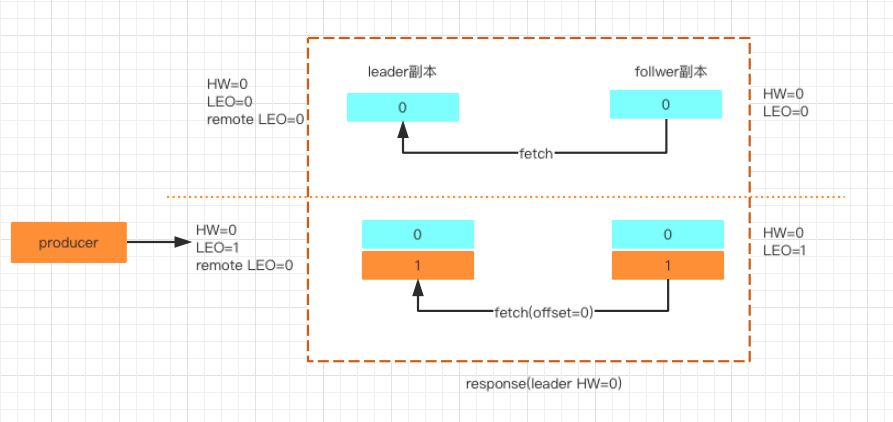 leader副本
follwer副本
HW=0
LEO=0
remote LEO=0
0
0
HW=0
LEO=0
fetch
producer
HW=0
LEO=1
remote LEO=0
0
1
0
1
HW=0
LEO=1
fetch(offset=0)
response(leader HW=0)